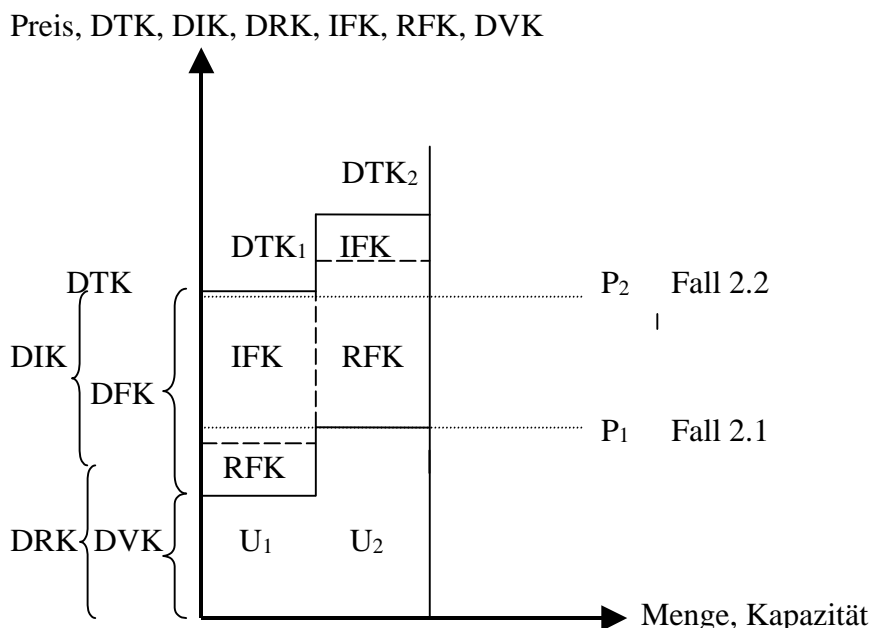 Preis, DTK, DIK, DRK, IFK, RFK, DVK
DTK₂
DTK₁ IFK
DTK P₂ Fall 2.2
DIK IFK RFK
DFK
P₁ Fall 2.1
RFK
DRK DVK U₁ U₂
Menge, Kapazität